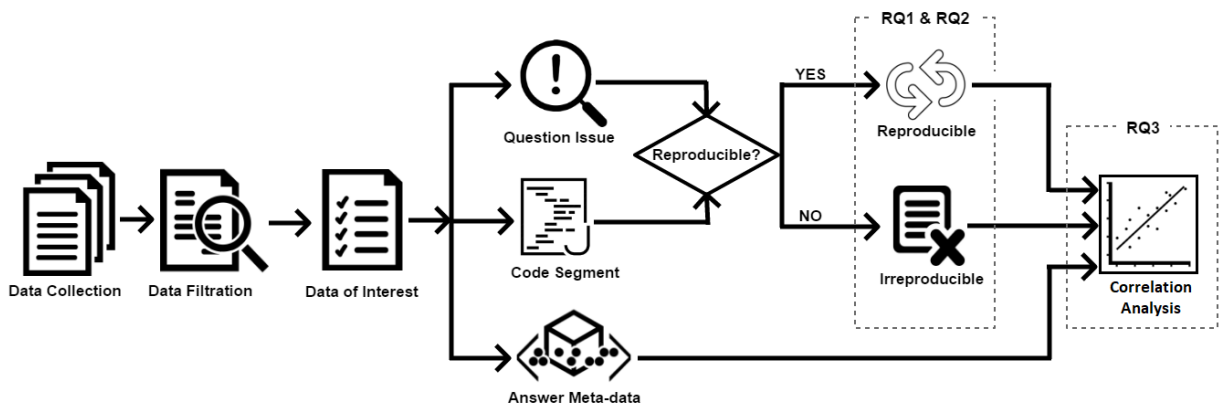 RQ1 & RQ2
YES
Question Issue
Reproducible?
Reproducible
RQ3
NO
Data Collection
Data Filtration
Data of Interest
Code Segment
Irreproducible
Correlation
Analysis
Answer Meta-data